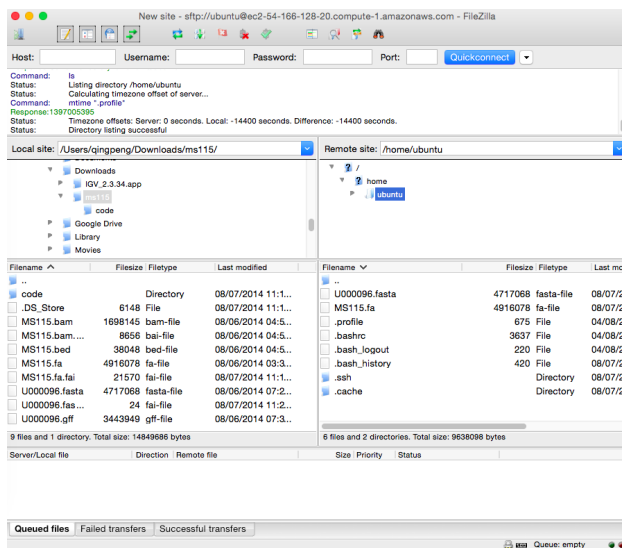 New site - sftp://ubuntu@ec2-54-166-128-20.compute-1.amazonaws.com - FileZilla
Host: Username: Password: Port: Quickconnect
Command: ls
Status: Listing directory /home/ubuntu
Status: Calculating timezone offset of server...
Command: mtime ".profile"
Response:1397005395
Status: Timezone offsets: Server: 0 seconds. Local: -14400 seconds. Difference: -14400 seconds.
Status: Directory listing successful
Local site: /Users/qingpeng/Downloads/ms115/
Remote site: /home/ubuntu
Documents
Downloads
IGV_2.3.34.app
ms115
code
Google Drive
Library
Movies
/
home
ubuntu
Filename Filesize Filetype Last modified
..
code Directory 08/07/2014 11:1...
.DS_Store 6148 File 08/07/2014 11:1...
MS115.bam 1698145 bam-file 08/06/2014 04:5...
MS115.bam.... 8656 bai-file 08/06/2014 04:5...
MS115.bed 38048 bed-file 08/06/2014 04:5...
MS115.fa 4916078 fa-file 08/06/2014 03:3...
MS115.fa.fai 21570 fai-file 08/07/2014 11:1...
U000096.fasta 4717068 fasta-file 08/06/2014 07:2...
U000096.fas... 24 fai-file 08/07/2014 11:2...
U000096.gff 3443949 gff-file 08/06/2014 07:3...
9 files and 1 directory. Total size: 14849686 bytes
Filename Filesize Filetype Last mo
..
U000096.fasta 4717068 fasta-file 08/07/2
MS115.fa 4916078 fa-file 08/07/2
.profile 675 File 04/08/2
.bashrc 3637 File 04/08/2
.bash_logout 220 File 04/08/2
.bash_history 420 File 08/07/2
.ssh Directory 08/07/2
.cache Directory 08/07/2
6 files and 2 directories. Total size: 9638098 bytes
Server/Local file Direction Remote file Size Priority Status
Queued files Failed transfers Successful transfers
Queue: empty